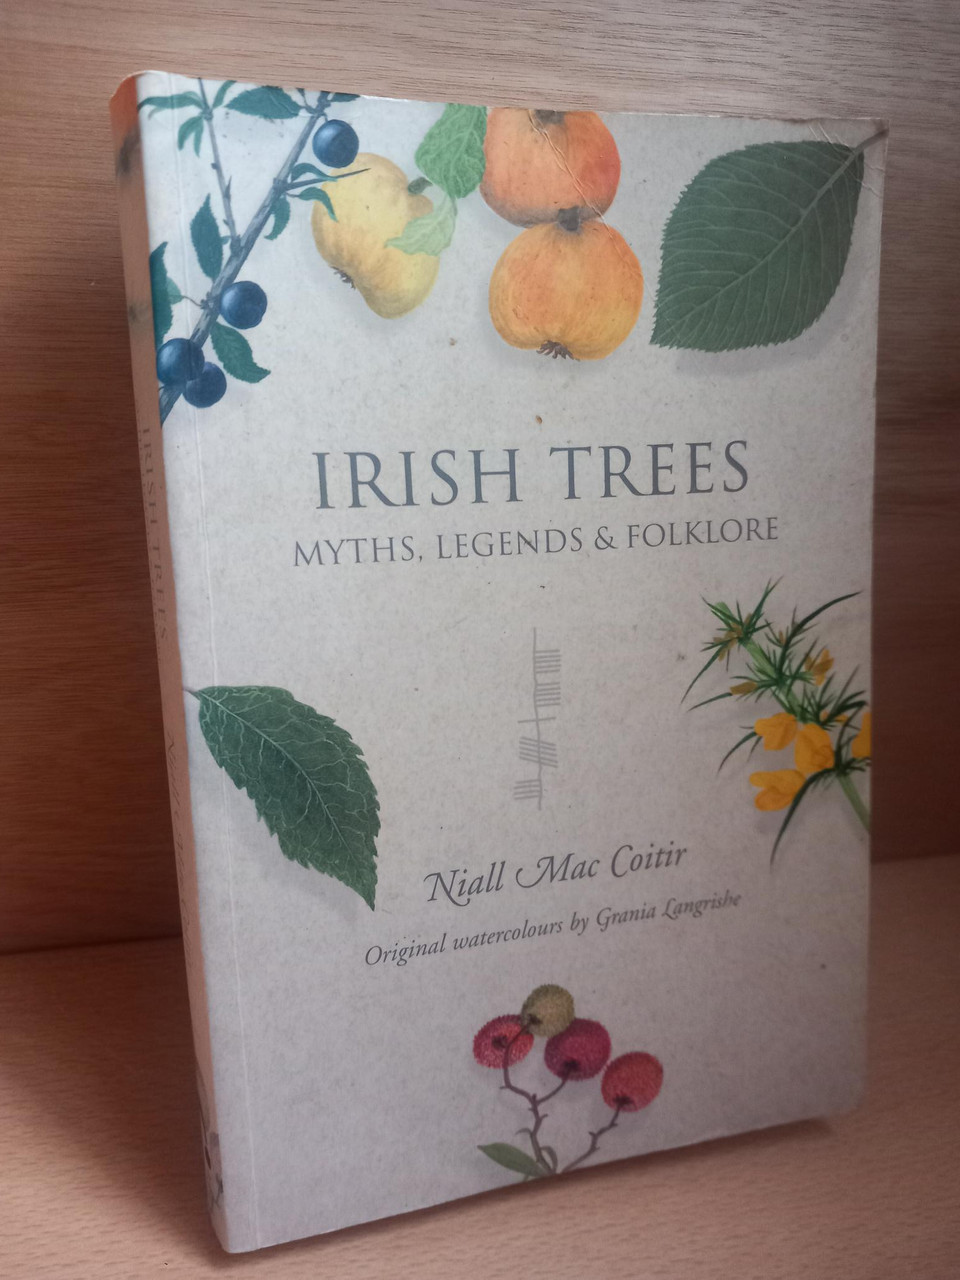 IRISH TREES
MYTHS, LEGENDS & FOLKLORE
Niall Mac Coitir
Original watercolours by Grania Langrishe
IRISH TREES